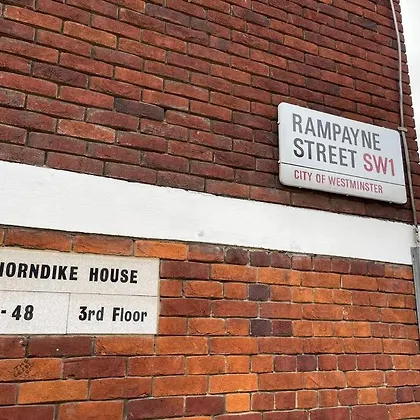 RAMPAYNE
STREET SW1
CITY OF WESTMINSTER
HORNDIKE HOUSE
- 48
3rd Floor